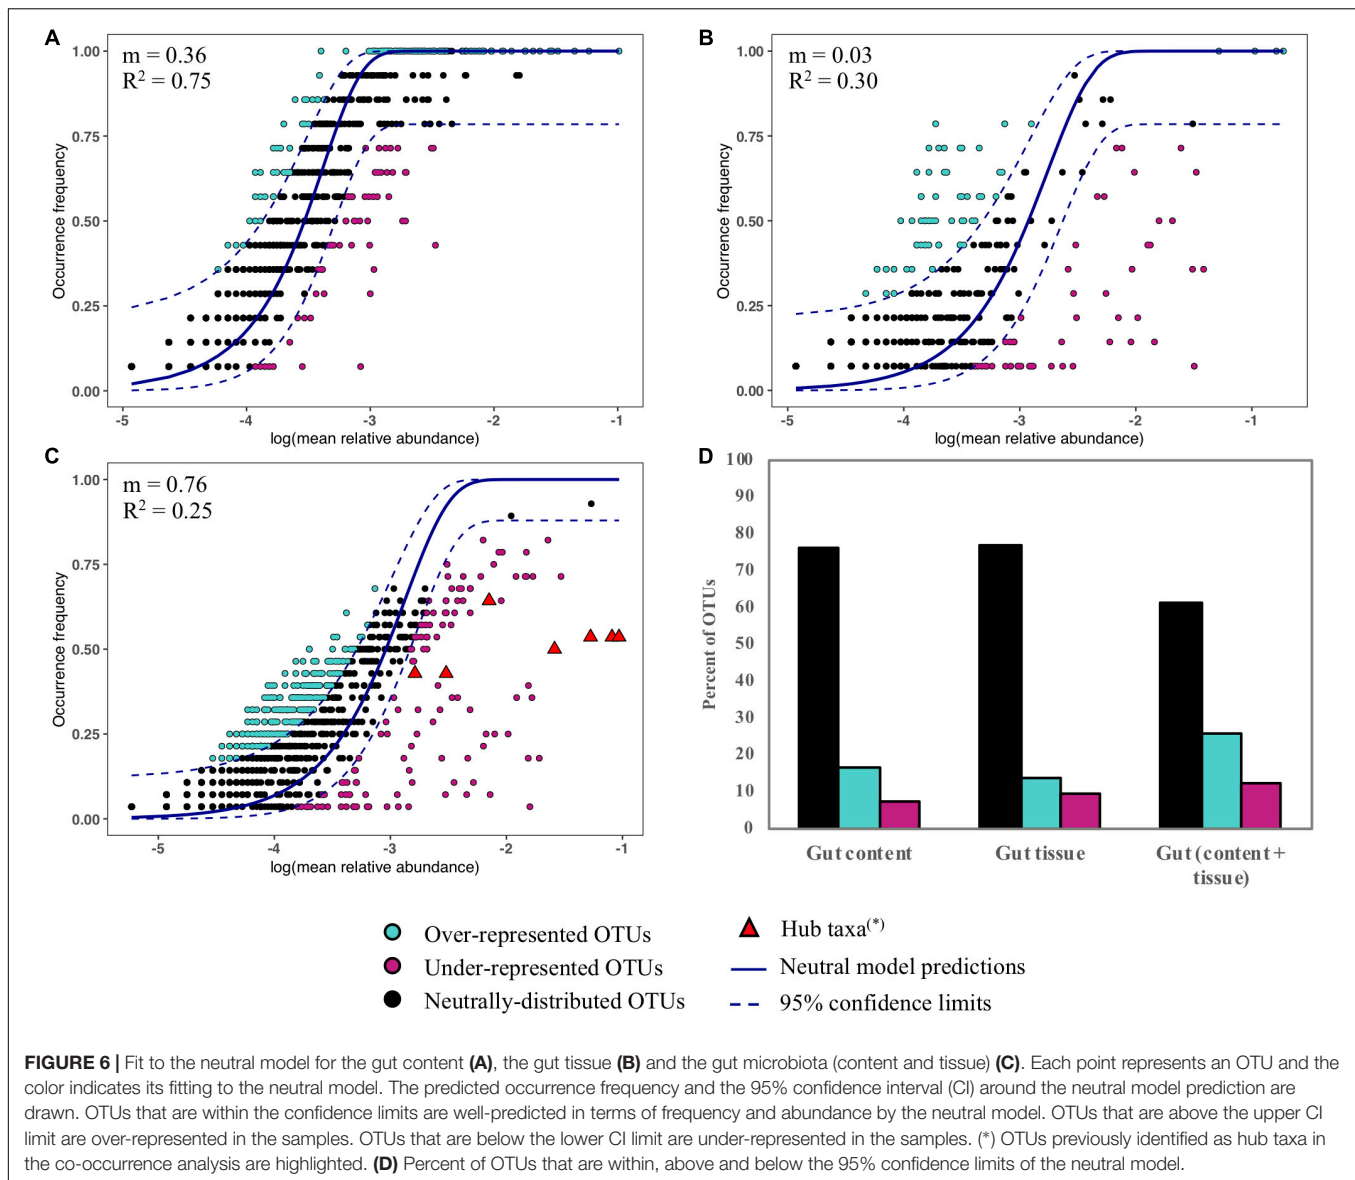 A
m = 0.36
R² = 0.75
1.00
0.75
0.50
0.25
0.00
Occurrence frequency
-5 -4 -3 -2 -1
log(mean relative abundance)
B
m = 0.03
R² = 0.30
1.00
0.75
0.50
0.25
0.00
Occurrence frequency
-5 -4 -3 -2 -1
log(mean relative abundance)
C
m = 0.76
R² = 0.25
1.00
0.75
0.50
0.25
0.00
Occurrence frequency
-5 -4 -3 -2 -1
log(mean relative abundance)
D
100
90
80
70
60
50
40
30
20
10
0
Percent of OTUs
Gut content Gut tissue Gut (content +
tissue)
Over-represented OTUs
Under-represented OTUs
Neutrally-distributed OTUs
Hub taxa(*)
Neutral model predictions
95% confidence limits
FIGURE 6 | Fit to the neutral model for the gut content (A), the gut tissue (B) and the gut microbiota (content and tissue) (C). Each point represents an OTU and the
color indicates its fitting to the neutral model. The predicted occurrence frequency and the 95% confidence interval (CI) around the neutral model prediction are
drawn. OTUs that are within the confidence limits are well-predicted in terms of frequency and abundance by the neutral model. OTUs that are above the upper CI
limit are over-represented in the samples. OTUs that are below the lower CI limit are under-represented in the samples. (*) OTUs previously identified as hub taxa in
the co-occurrence analysis are highlighted. (D) Percent of OTUs that are within, above and below the 95% confidence limits of the neutral model.